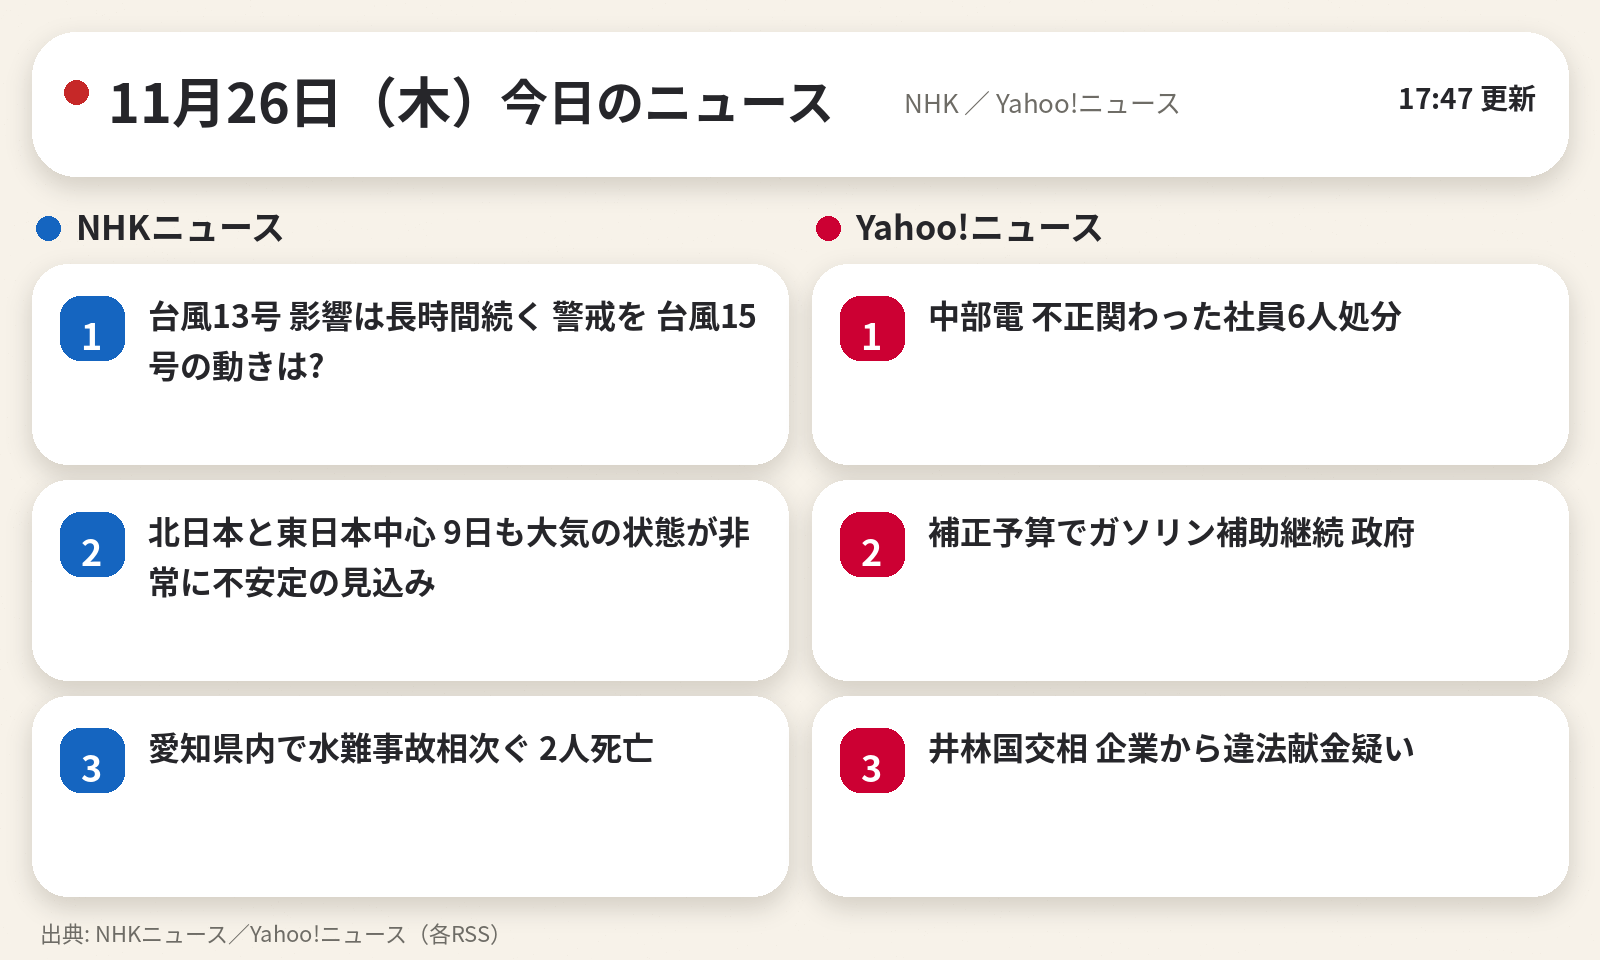 11月26日（木）今日のニュース
NHK ／ Yahoo!ニュース
17:47 更新
NHKニュース
1
台風13号 影響は長時間続く 警戒を 台風15
号の動きは?
2
北日本と東日本中心 9日も大気の状態が非
常に不安定の見込み
3
愛知県内で水難事故相次ぐ 2人死亡
Yahoo!ニュース
1
中部電 不正関わった社員6人処分
2
補正予算でガソリン補助継続 政府
3
井林国交相 企業から違法献金疑い
出典: NHKニュース／Yahoo!ニュース（各RSS）